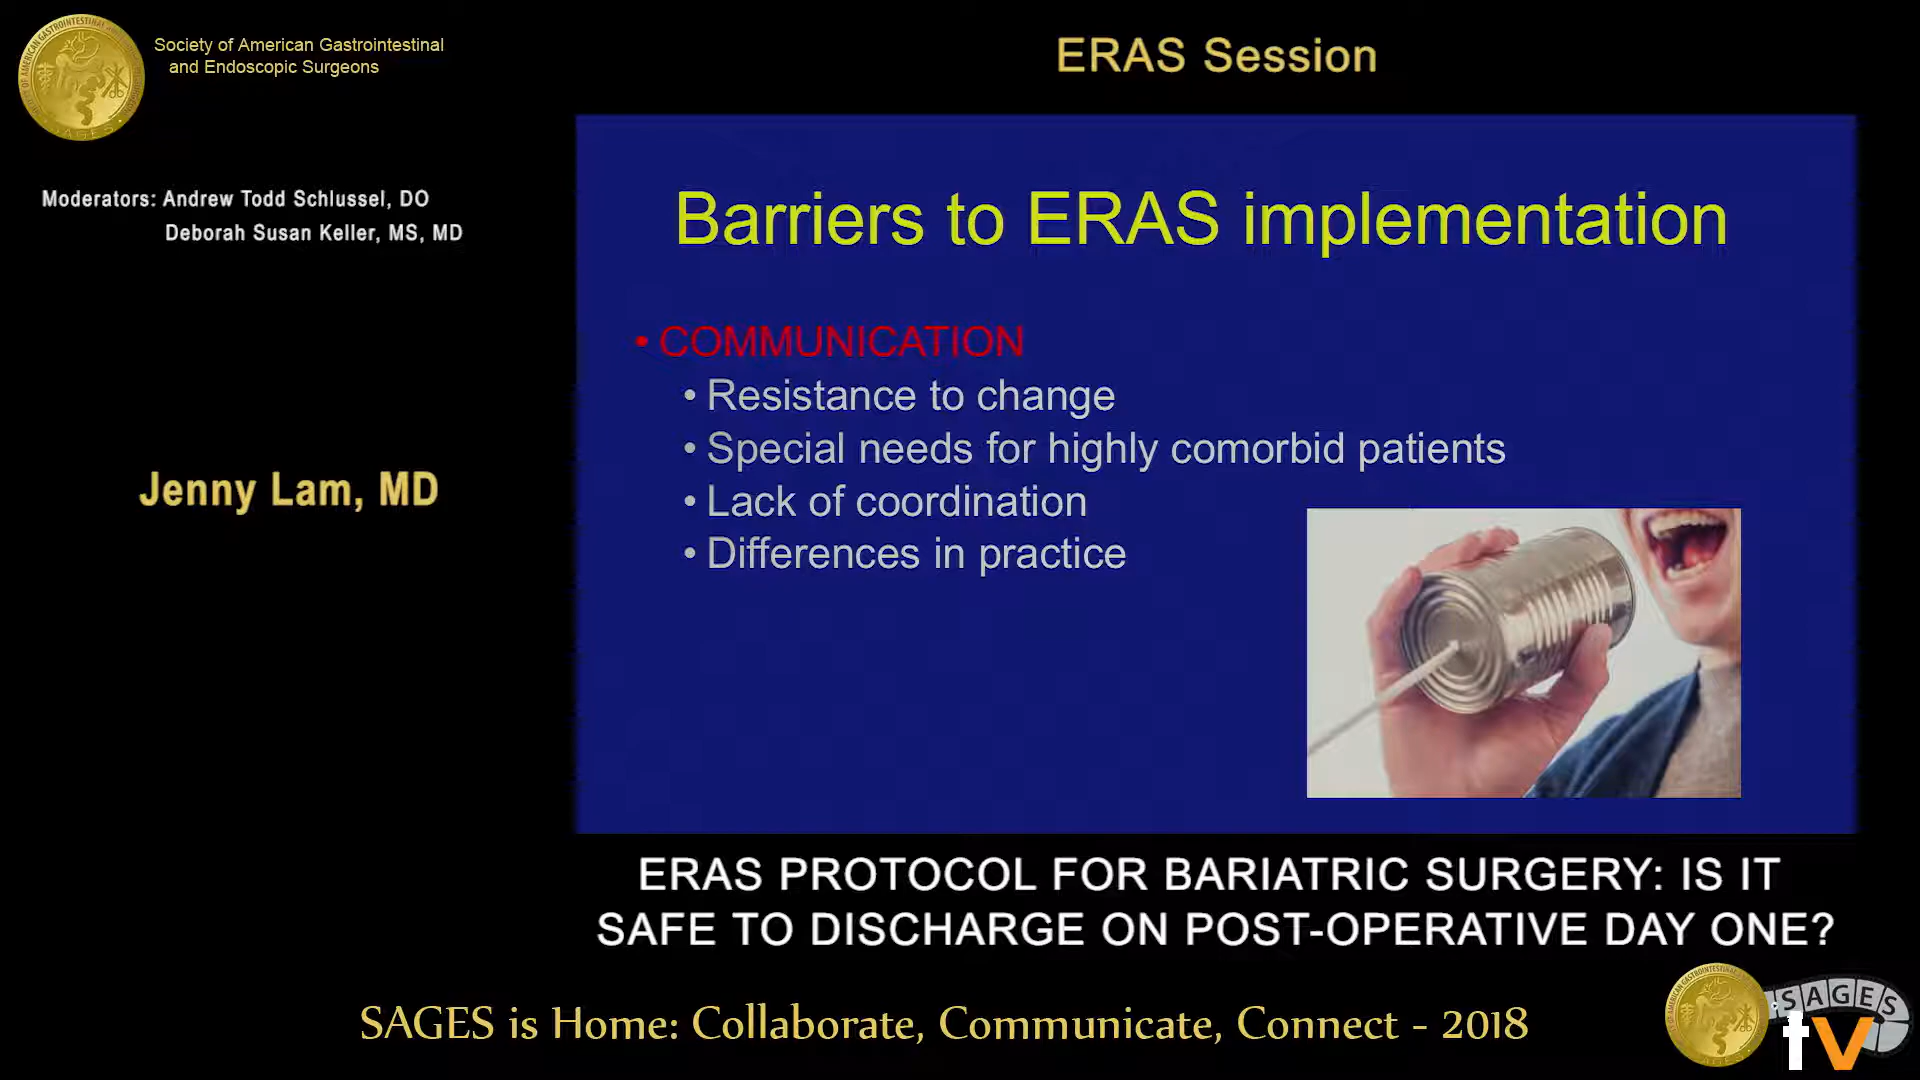 Society of American Gastrointestinal
and Endoscopic Surgeons
ERAS Session
Moderators: Andrew Todd Schlussel, DO
Deborah Susan Keller, MS, MD
Jenny Lam, MD
Barriers to ERAS implementation
• COMMUNICATION
• Resistance to change
• Special needs for highly comorbid patients
• Lack of coordination
• Differences in practice
ERAS PROTOCOL FOR BARIATRIC SURGERY: IS IT
SAFE TO DISCHARGE ON POST-OPERATIVE DAY ONE?
SAGES is Home: Collaborate, Communicate, Connect - 2018
SAGES
tv